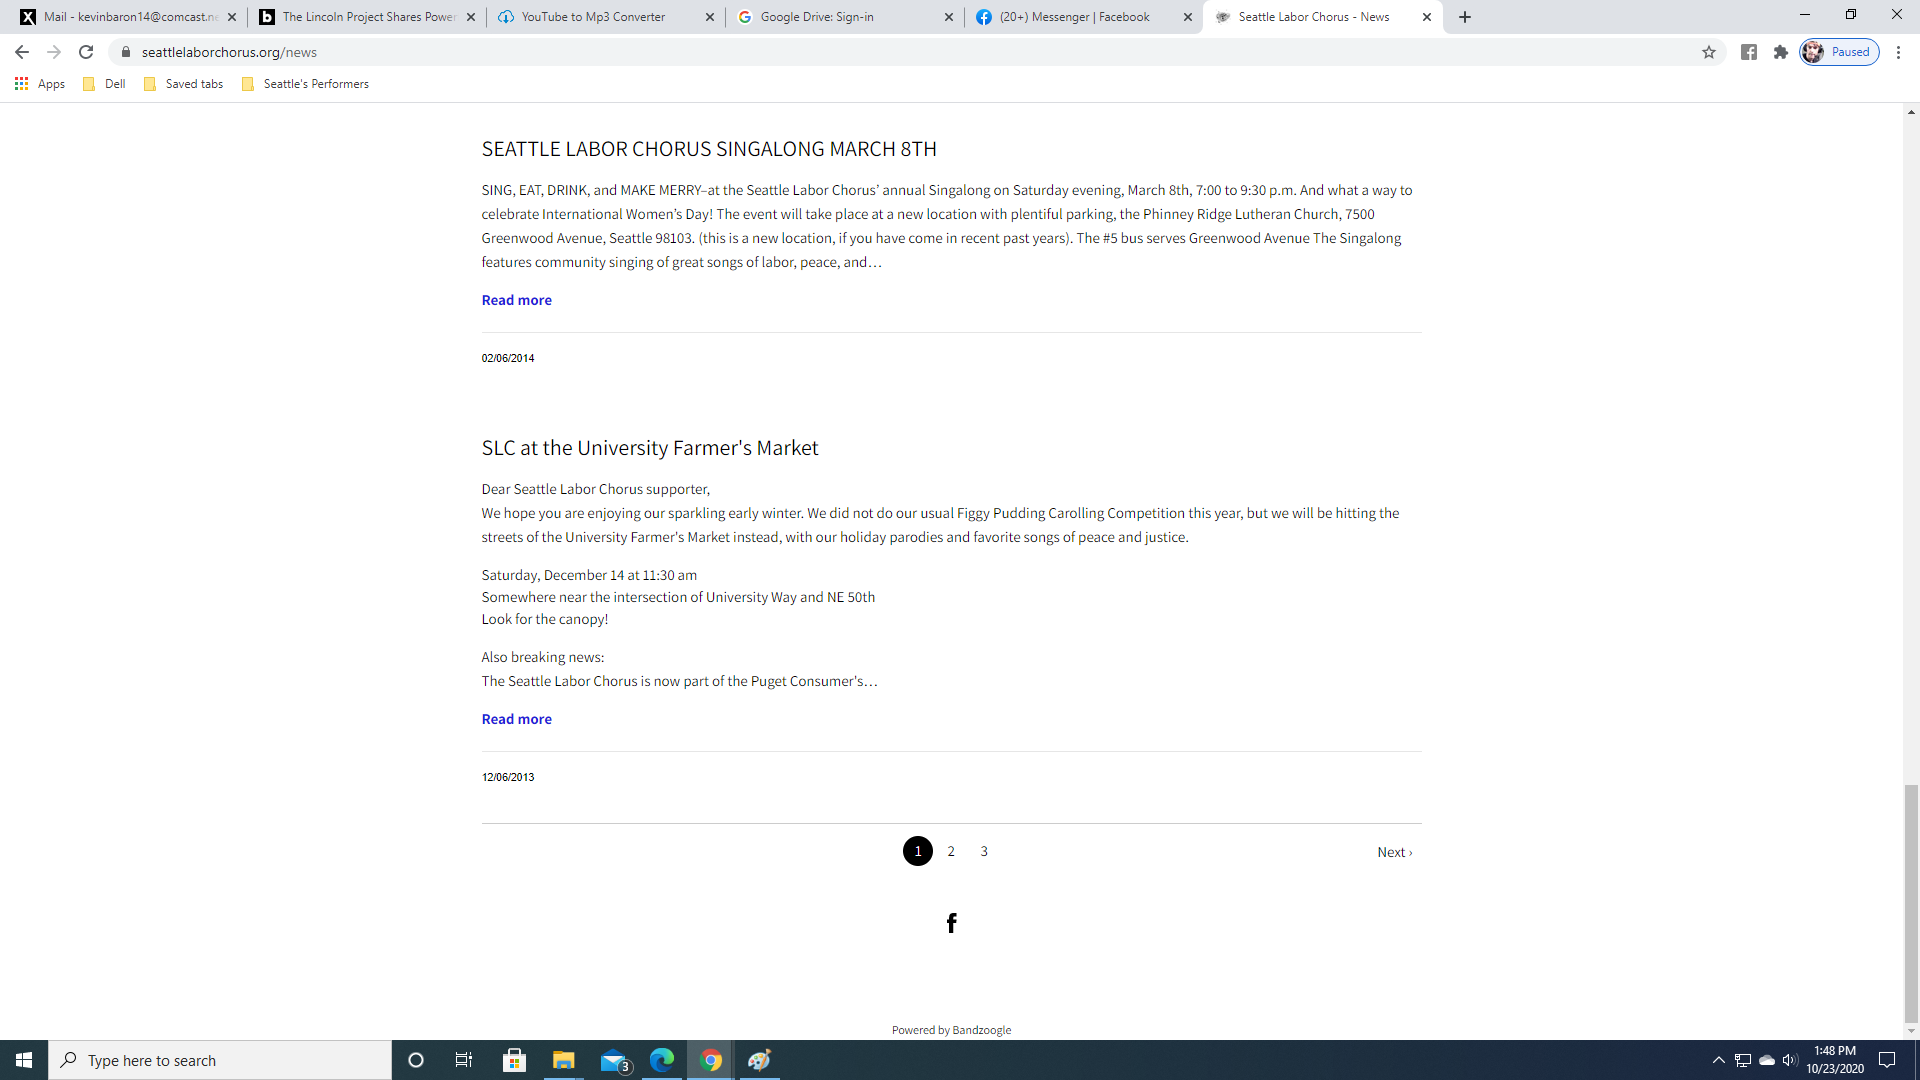 Mail - kevinbaron14@comcast.ne
The Lincoln Project Shares Power
YouTube to Mp3 Converter
Google Drive: Sign-in
(20+) Messenger | Facebook
Seattle Labor Chorus - News
seattlelaborchorus.org/news
Paused
Apps
Dell
Saved tabs
Seattle's Performers
SEATTLE LABOR CHORUS SINGALONG MARCH 8TH
SING, EAT, DRINK, and MAKE MERRY–at the Seattle Labor Chorus’ annual Singalong on Saturday evening, March 8th, 7:00 to 9:30 p.m. And what a way to
celebrate International Women’s Day! The event will take place at a new location with plentiful parking, the Phinney Ridge Lutheran Church, 7500
Greenwood Avenue, Seattle 98103. (this is a new location, if you have come in recent past years). The #5 bus serves Greenwood Avenue The Singalong
features community singing of great songs of labor, peace, and…
Read more
02/06/2014
SLC at the University Farmer's Market
Dear Seattle Labor Chorus supporter,
We hope you are enjoying our sparkling early winter. We did not do our usual Figgy Pudding Carolling Competition this year, but we will be hitting the
streets of the University Farmer's Market instead, with our holiday parodies and favorite songs of peace and justice.
Saturday, December 14 at 11:30 am
Somewhere near the intersection of University Way and NE 50th
Look for the canopy!
Also breaking news:
The Seattle Labor Chorus is now part of the Puget Consumer's…
Read more
12/06/2013
1 2 3 Next ›
Powered by Bandzoogle
Type here to search
3
1:48 PM
10/23/2020